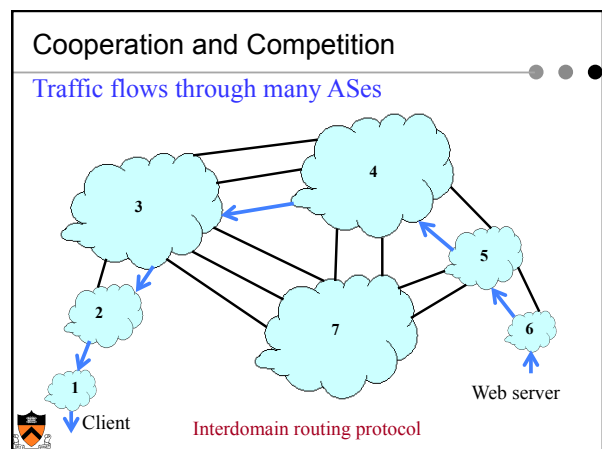 Cooperation and Competition
Traffic flows through many ASes
4
3
5
2
7
6
1
Web server
Client
Interdomain routing protocol